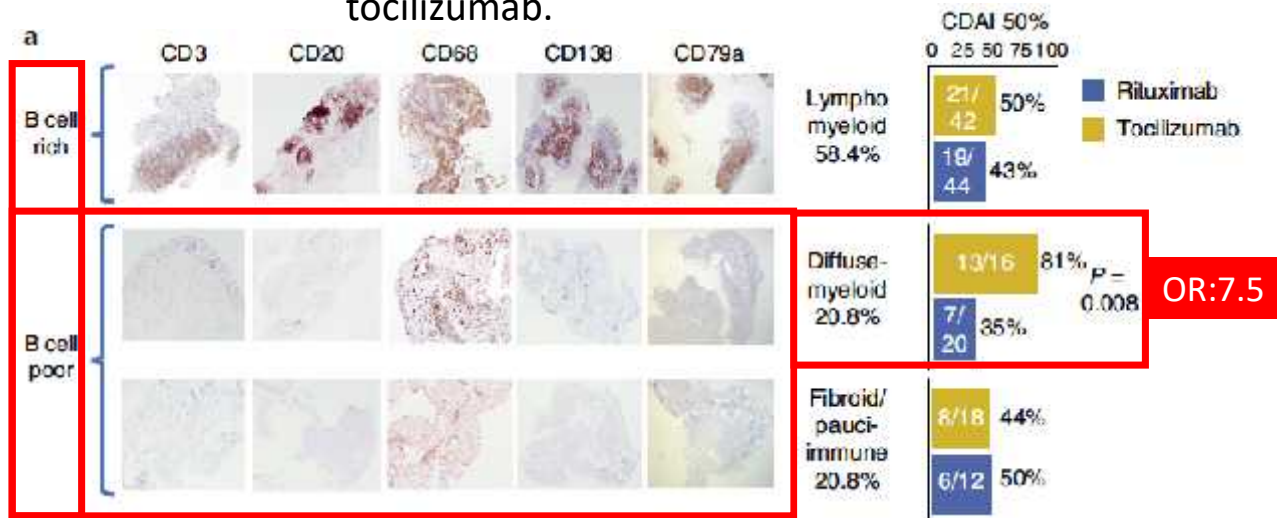 tocilizumab.
a
CD3 CD20 CD68 CD138 CD79a
B cell
rich
B cell
poor
Lympho
myeloid
58.4%
Diffuse-
myeloid
20.8%
Fibroid/
pauci-
immune
20.8%
CDAI 50%
0 25 50 75 100
21/
42
50%
19/
44
43%
13/16
81%
P =
0.008
7/
20
35%
8/18
44%
6/12
50%
Rituximab
Tocilizumab
OR:7.5